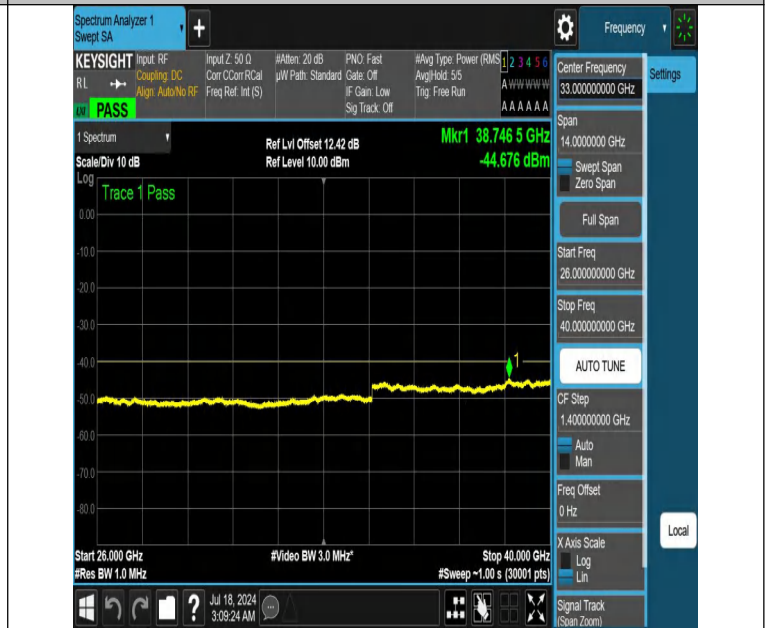 Spectrum Analyzer 1
Swept SA
+
Frequency
KEYSIGHT
RL
PASS
Input: RF
Coupling: DC
Align: Auto/No RF
Input Z: 50 Ω
Corr CCorr RCal
Freq Ref: Int (S)
#Atten: 20 dB
µW Path: Standard
PNO: Fast
Gate: Off
IF Gain: Low
Sig Track: Off
#Avg Type: Power (RMS
Avg|Hold: 5/5
Trig: Free Run
1 2 3 4 5 6
A W W W W W
A A A A A A
1 Spectrum
Scale/Div 10 dB
Ref Lvl Offset 12.42 dB
Ref Level 10.00 dBm
Mkr1 38.746 5 GHz
-44.676 dBm
Log
Trace 1 Pass
0.00
-10.0
-20.0
-30.0
-40.0
-50.0
-60.0
-70.0
-80.0
1
Start 26.000 GHz
#Video BW 3.0 MHz*
Stop 40.000 GHz
#Res BW 1.0 MHz
#Sweep ~1.00 s (30001 pts)
Jul 18, 2024
3:09:24 AM
?
Center Frequency
33.000000000 GHz
Settings
Span
14.0000000 GHz
Swept Span
Zero Span
Full Span
Start Freq
26.000000000 GHz
Stop Freq
40.000000000 GHz
AUTO TUNE
CF Step
1.400000000 GHz
Auto
Man
Freq Offset
0 Hz
X Axis Scale
Log
Lin
Local
Signal Track
(Span Zoom)